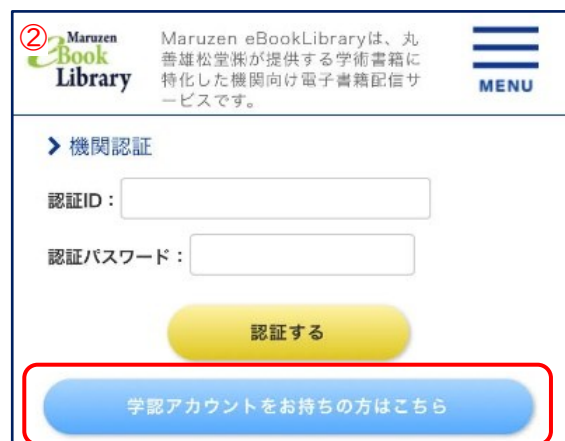 ②
Maruzen
eBook
Library
Maruzen eBookLibraryは、丸
善雄松堂㈱が提供する学術書籍に
特化した機関向け電子書籍配信サ
ービスです。
MENU
機関認証
認証ID：
認証パスワード：
認証する
学認アカウントをお持ちの方はこちら